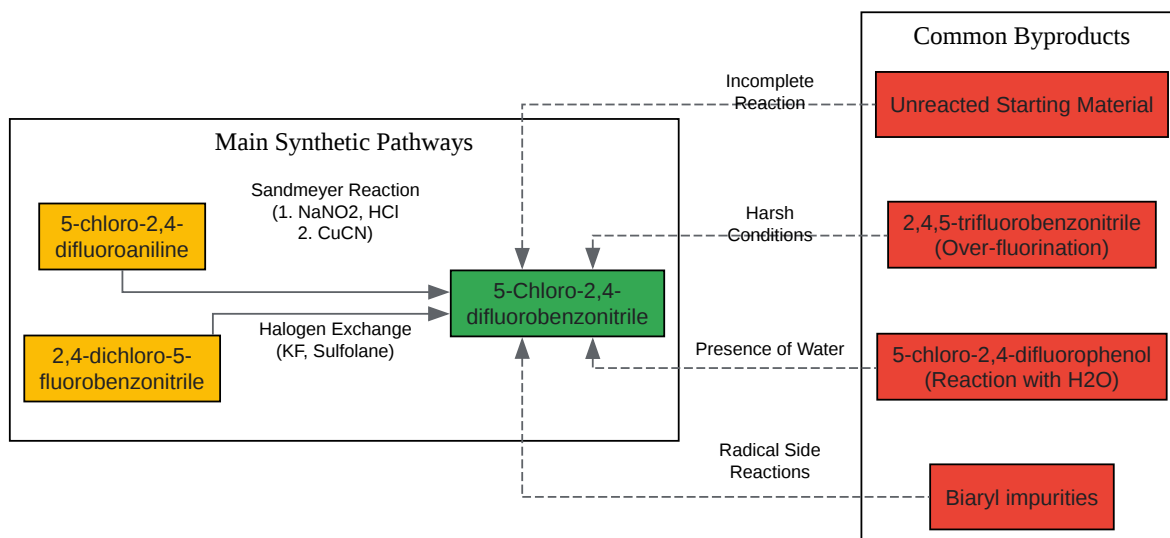 Common Byproducts
Incomplete
Reaction
Unreacted Starting Material
Main Synthetic Pathways
Sandmeyer Reaction
(1. NaNO2, HCl
2. CuCN)
5-chloro-2,4-
difluoroaniline
Harsh
Conditions
2,4,5-trifluorobenzonitrile
(Over-fluorination)
5-Chloro-2,4-
difluorobenzonitrile
Halogen Exchange
(KF, Sulfolane)
2,4-dichloro-5-
fluorobenzonitrile
Presence of Water
5-chloro-2,4-difluorophenol
(Reaction with H2O)
Radical Side
Reactions
Biaryl impurities